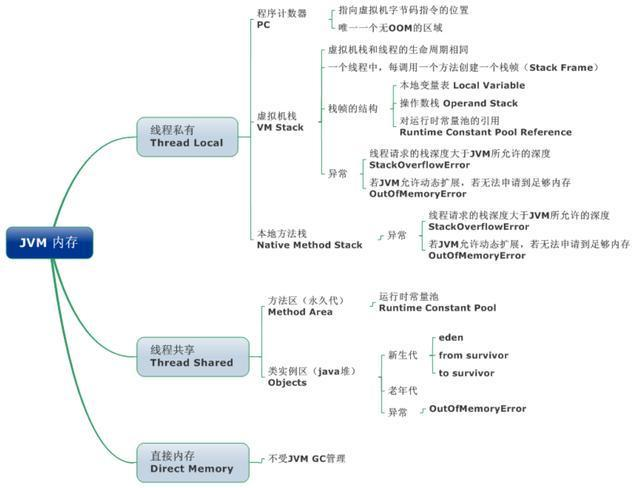 JVM 内存
线程私有
Thread Local
程序计数器
PC
指向虚拟机字节码指令的位置
唯一一个无OOM的区域
虚拟机栈
VM Stack
虚拟机栈和线程的生命周期相同
一个线程中，每调用一个方法创建一个栈帧（Stack Frame）
栈帧的结构
本地变量表 Local Variable
操作数栈 Operand Stack
对运行时常量池的引用
Runtime Constant Pool Reference
异常
线程请求的栈深度大于JVM所允许的深度
StackOverflowError
若JVM允许动态扩展，若无法申请到足够内存
OutOfMemoryError
本地方法栈
Native Method Stack
异常
线程请求的栈深度大于JVM所允许的深度
StackOverflowError
若JVM允许动态扩展，若无法申请到足够内存
OutOfMemoryError
线程共享
Thread Shared
方法区（永久代）
Method Area
运行时常量池
Runtime Constant Pool
类实例区（java堆）
Objects
新生代
eden
from survivor
to survivor
老年代
异常
OutOfMemoryError
直接内存
Direct Memory
不受JVM GC管理